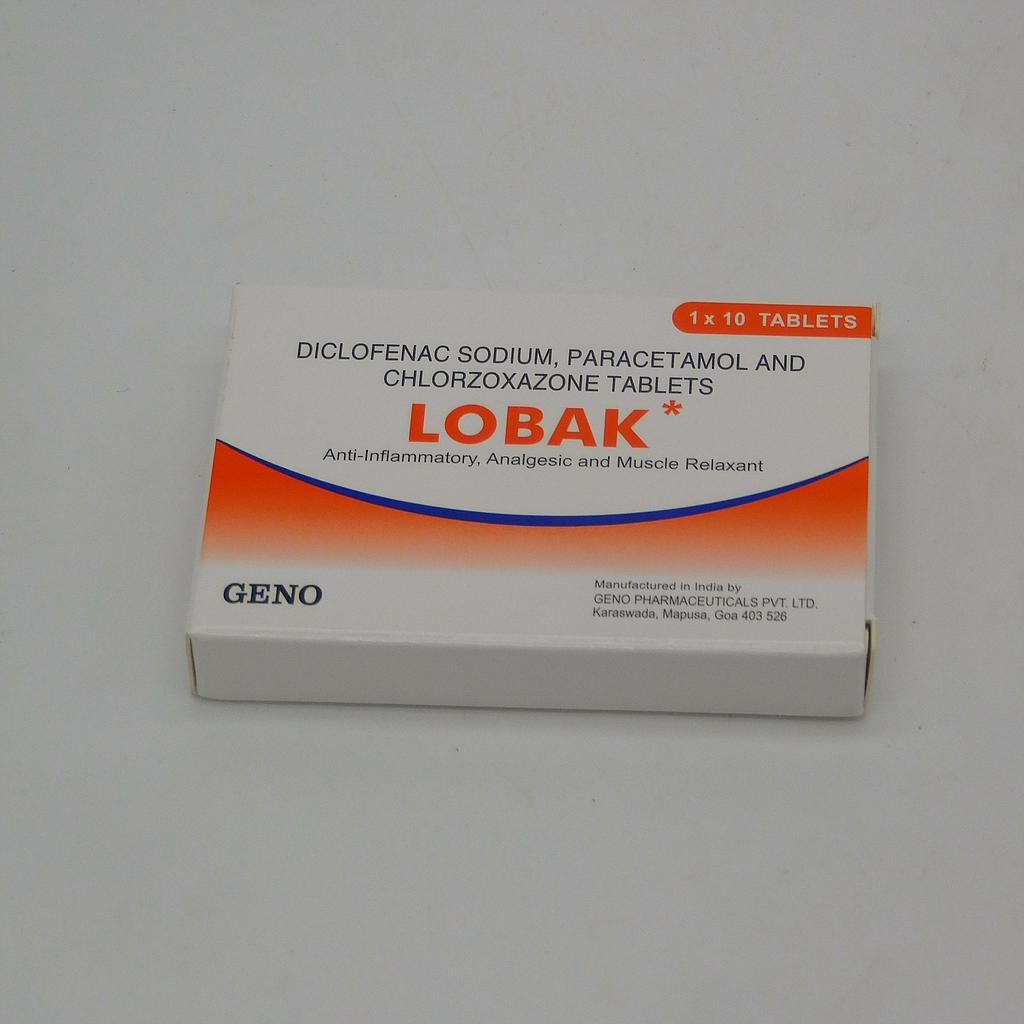 1 x 10 TABLETS
DICLOFENAC SODIUM, PARACETAMOL AND
CHLORZOXAZONE TABLETS
LOBAK*
Anti-Inflammatory, Analgesic and Muscle Relaxant
GENO
Manufactured in India by
GENO PHARMACEUTICALS PVT. LTD.
Karaswada, Mapusa, Goa 403 526